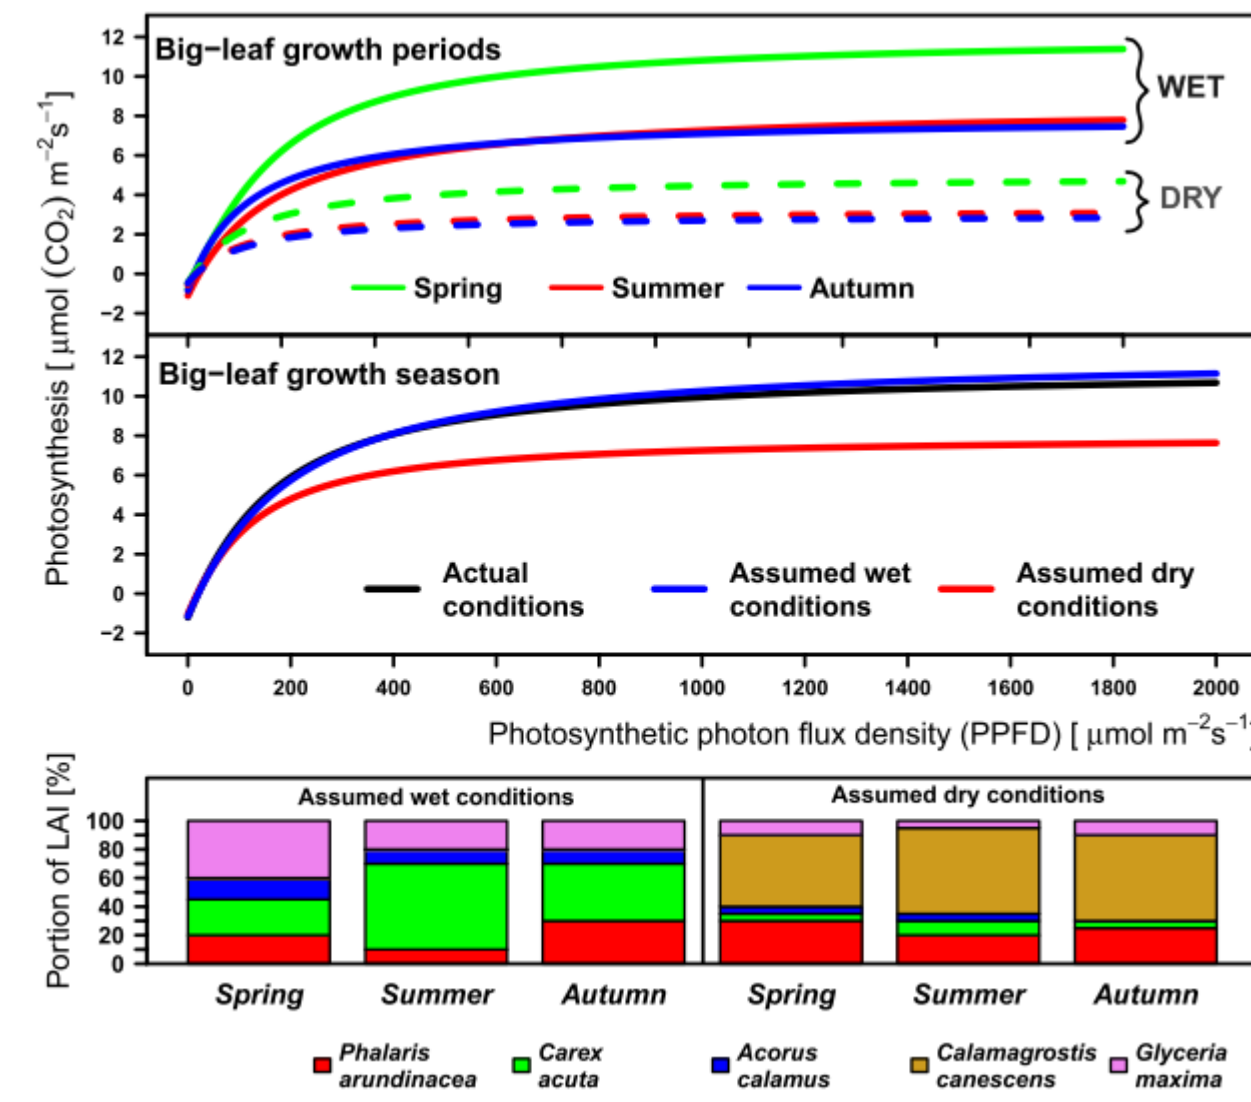 Big−leaf growth periods
12
10
8
6
4
2
0
−2
WET
DRY
Spring
Summer
Autumn
Photosynthesis [ μmol (CO₂) m⁻²s⁻¹]
Big−leaf growth season
12
10
8
6
4
2
0
−2
Actual
conditions
Assumed wet
conditions
Assumed dry
conditions
0 200 400 600 800 1000 1200 1400 1600 1800 2000
Photosynthetic photon flux density (PPFD) [ μmol m⁻²s⁻¹]
Portion of LAI [%]
Assumed wet conditions
Assumed dry conditions
100
80
60
40
20
0
Spring Summer Autumn Spring Summer Autumn
Phalaris
arundinacea
Carex
acuta
Acorus
calamus
Calamagrostis
canescens
Glyceria
maxima